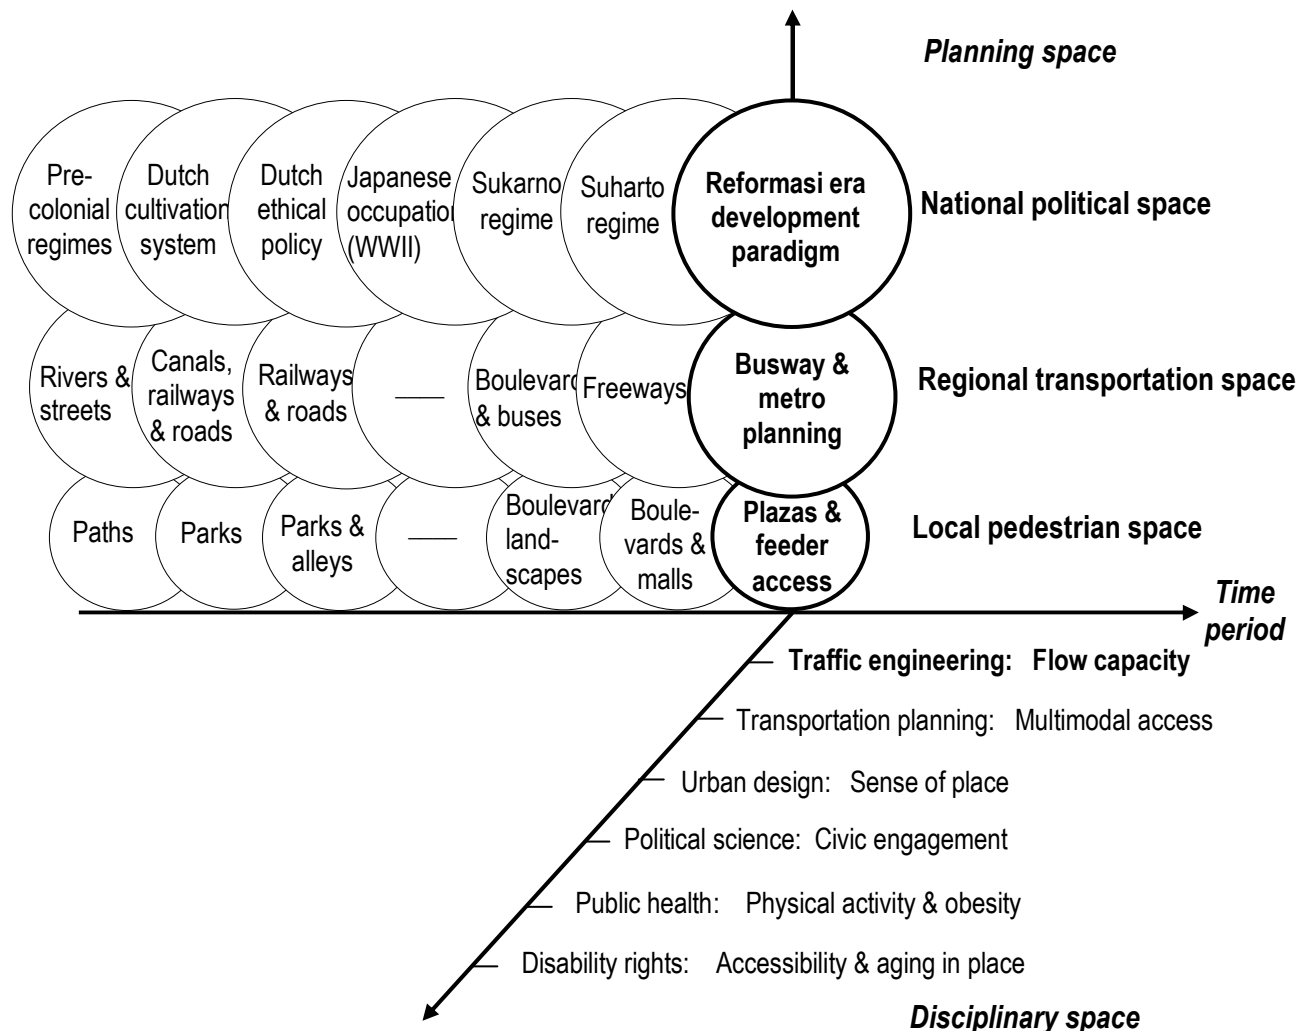 Planning space
Pre-
colonial
regimes
Dutch
cultivation
system
Dutch
ethical
policy
Japanese
occupation
(WWII)
Sukarno
regime
Suharto
regime
Reformasi era
development
paradigm
National political space
Rivers &
streets
Canals,
railways
& roads
Railways
& roads
Boulevard
& buses
Freeways
Busway &
metro
planning
Regional transportation space
Paths
Parks
Parks &
alleys
Boulevard
land-
scapes
Boule-
vards &
malls
Plazas &
feeder
access
Local pedestrian space
Time
period
Traffic engineering: Flow capacity
Transportation planning: Multimodal access
Urban design: Sense of place
Political science: Civic engagement
Public health: Physical activity & obesity
Disability rights: Accessibility & aging in place
Disciplinary space